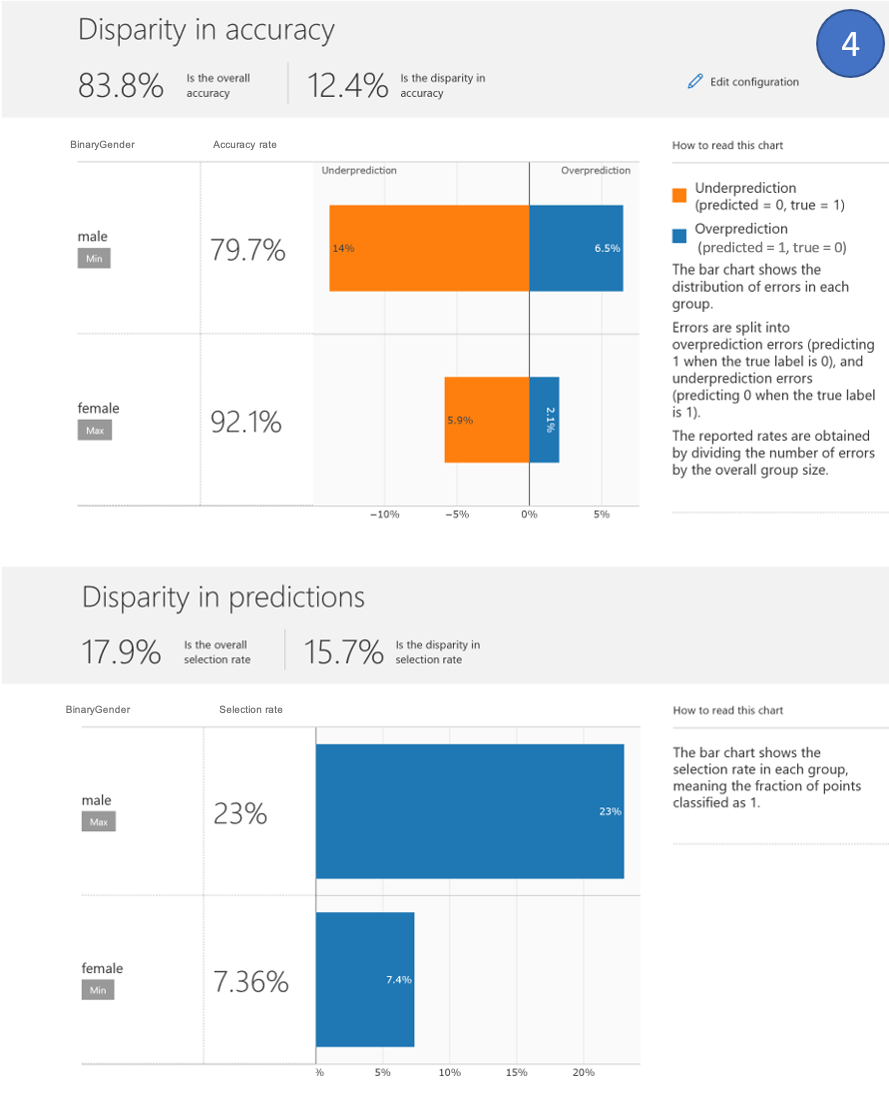 Disparity in accuracy
4
83.8%
Is the overall
accuracy
12.4%
Is the disparity in
accuracy
Edit configuration
BinaryGender
Accuracy rate
How to read this chart
Underprediction
Overprediction
male
Min
79.7%
14%
6.5%
female
Max
92.1%
5.9%
2.1%
−10%
−5%
0%
5%
Underprediction
(predicted = 0, true = 1)
Overprediction
(predicted = 1, true = 0)
The bar chart shows the
distribution of errors in each
group.
Errors are split into
overprediction errors (predicting
1 when the true label is 0), and
underprediction errors
(predicting 0 when the true label
is 1).
The reported rates are obtained
by dividing the number of errors
by the overall group size.
Disparity in predictions
17.9%
Is the overall
selection rate
15.7%
Is the disparity in
selection rate
BinaryGender
Selection rate
How to read this chart
male
Max
23%
23%
female
Min
7.36%
7.4%
%
5%
10%
15%
20%
The bar chart shows the
selection rate in each group,
meaning the fraction of points
classified as 1.